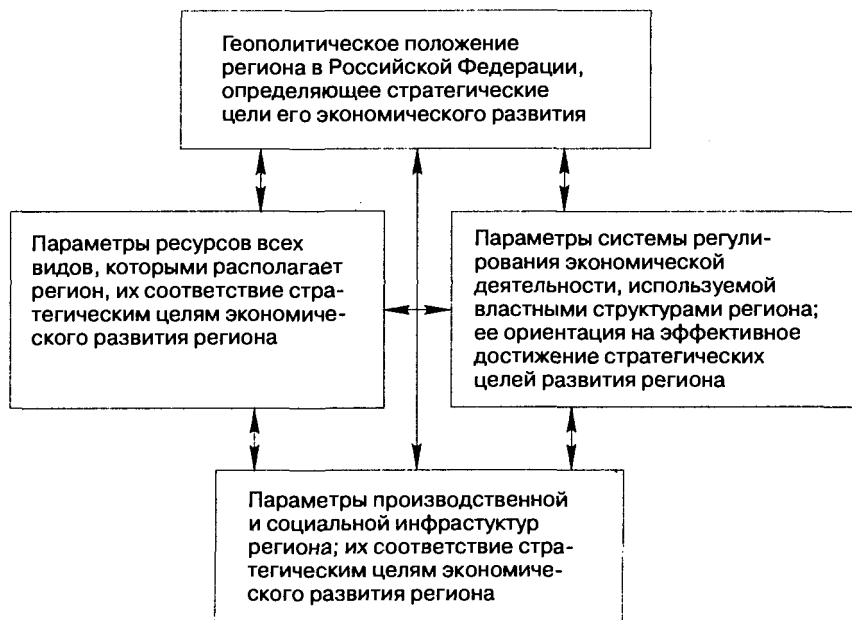 Геополитическое положение
региона в Российской Федерации,
определяющее стратегические
цели его экономического развития
Параметры ресурсов всех
видов, которыми располагает
регион, их соответствие стра-
тегическим целям экономиче-
ского развития региона
Параметры системы регули-
рования экономической
деятельности, используемой
властными структурами региона;
ее ориентация на эффективное
достижение стратегических
целей развития региона
Параметры производственной
и социальной инфрастуктур
региона; их соответствие стра-
тегическим целям экономиче-
ского развития региона